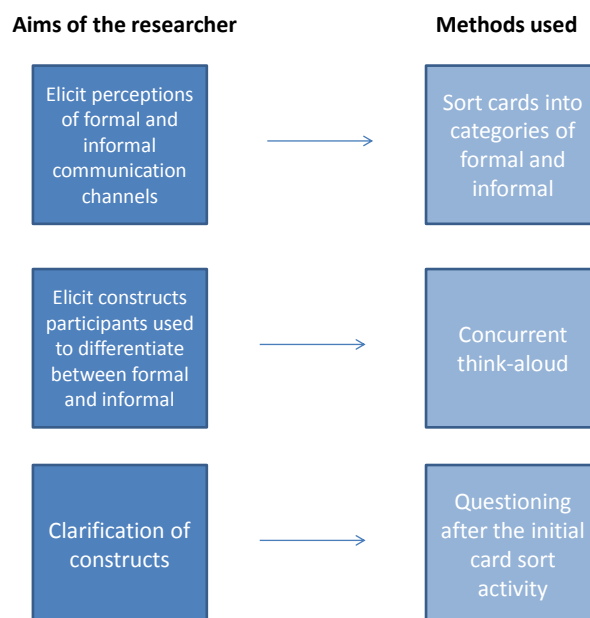 Aims of the researcher
Methods used
Elicit perceptions
of formal and
informal
communication
channels
Sort cards into
categories of
formal and
informal
Elicit constructs
participants used
to differentiate
between formal
and informal
Concurrent
think-aloud
Clarification of
constructs
Questioning
after the initial
card sort
activity